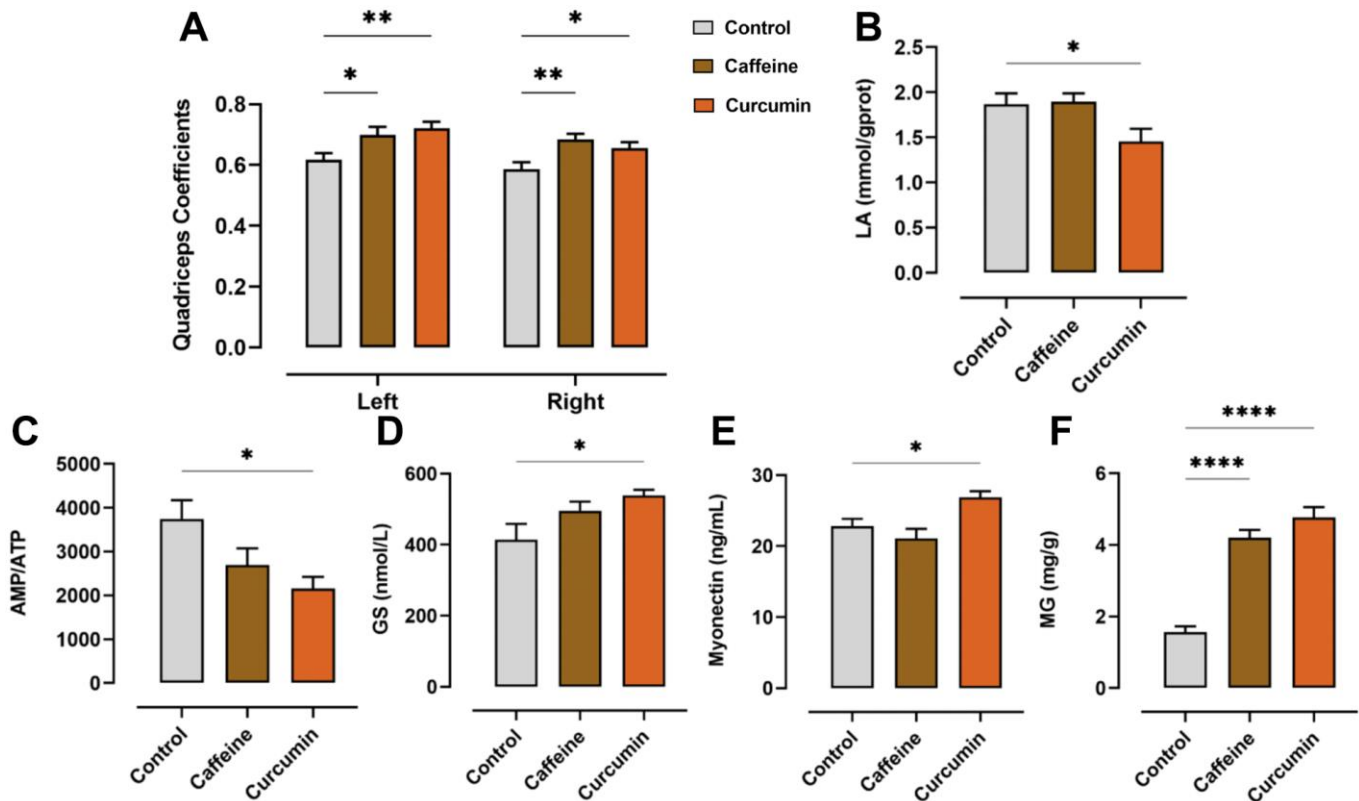 A
** *
* **
Control
Caffeine
Curcumin
Quadriceps Coefficients
0.8
0.6
0.4
0.2
0.0
Left Right
B
*
LA (mmol/gprot)
2.5
2.0
1.5
1.0
0.5
0.0
Control Caffeine Curcumin
C
*
AMP/ATP
5000
4000
3000
2000
1000
0
Control Caffeine Curcumin
D
*
GS (nmol/L)
600
400
200
0
Control Caffeine Curcumin
E
*
Myonectin (ng/mL)
30
20
10
0
Control Caffeine Curcumin
F
****
****
MG (mg/g)
6
4
2
0
Control Caffeine Curcumin